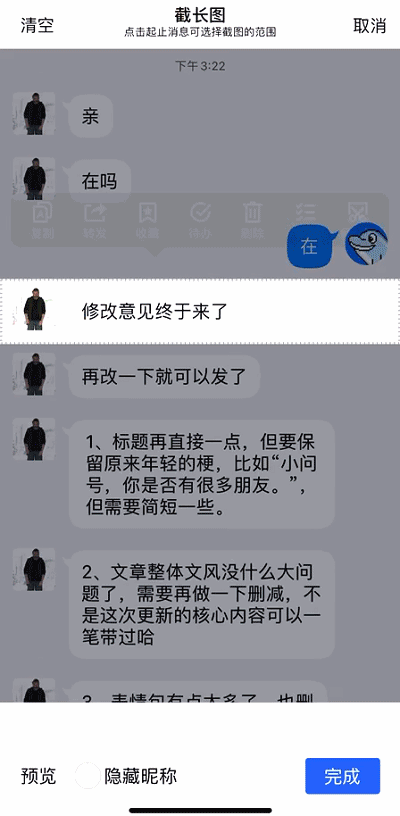 清空
截长图
取消
点击起止消息可选择截图的范围
下午 3:22
亲
在吗
复制 转发 收藏 待办 删除
在
修改意见终于来了
再改一下就可以发了
1、标题再直接一点，但要保
留原来年轻的梗，比如“小问
号，你是否有很多朋友。”，
但需要简短一些。
2、文章整体文风没什么大问
题了，需要再做一下删减，不
是这次更新的核心内容可以一
笔带过哈
3、表情包有点太多了，也删
预览
隐藏昵称
完成